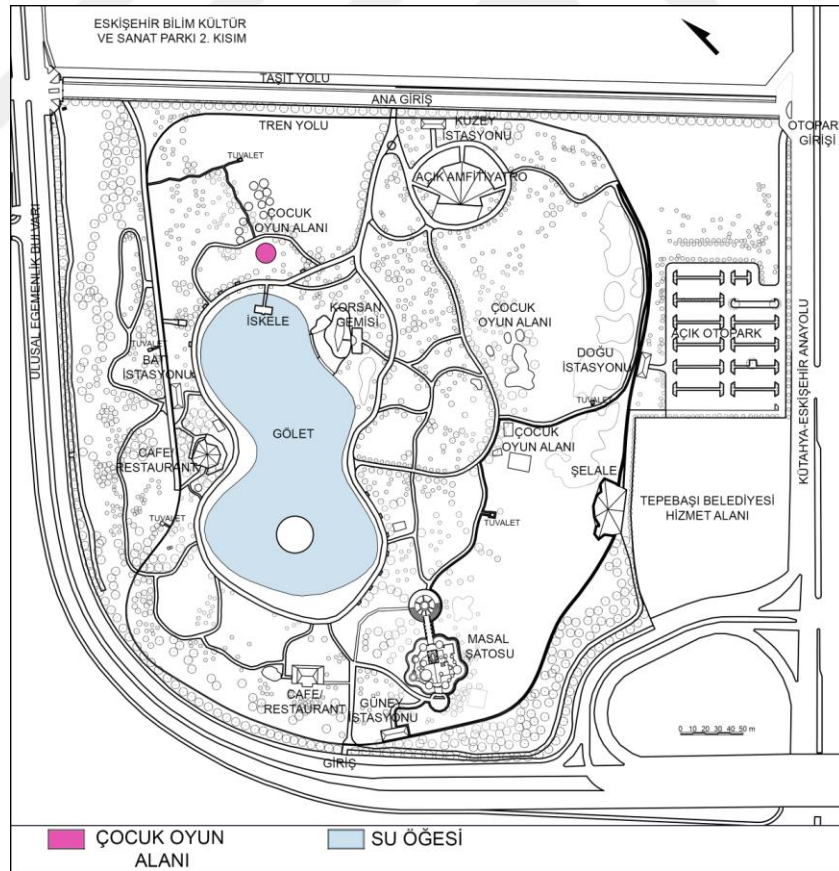 ESKİŞEHİR BİLİM KÜLTÜR
VE SANAT PARKI 2. KISIM
TAŞIT YOLU
ANA GİRİŞ
TREN YOLU
KUZEY
İSTASYONU
OTOPARK
GİRİŞİ
TUVALET
AÇIK AMFİTİYATRO
ÇOCUK
OYUN ALANI
ULUSAL EGEMENLİK BULVARI
İSKELE
KORSAN
GEMİSİ
ÇOCUK
OYUN ALANI
AÇIK OTOPARK
KÜTAHYA-ESKİŞEHİR ANAYOLU
TUVALET
BATI
İSTASYONU
DOĞU
İSTASYONU
TUVALET
GÖLET
ÇOCUK
OYUN ALANI
CAFE/
RESTAURANT
ŞELALE
TEPEBAŞI BELEDİYESİ
HİZMET ALANI
TUVALET
TUVALET
MASAL
ŞATOSU
CAFE/
RESTAURANT
GÜNEY
İSTASYONU
0 10 20 30 40 50 m
GİRİŞ
ÇOCUK OYUN
ALANI
SU ÖĞESİ